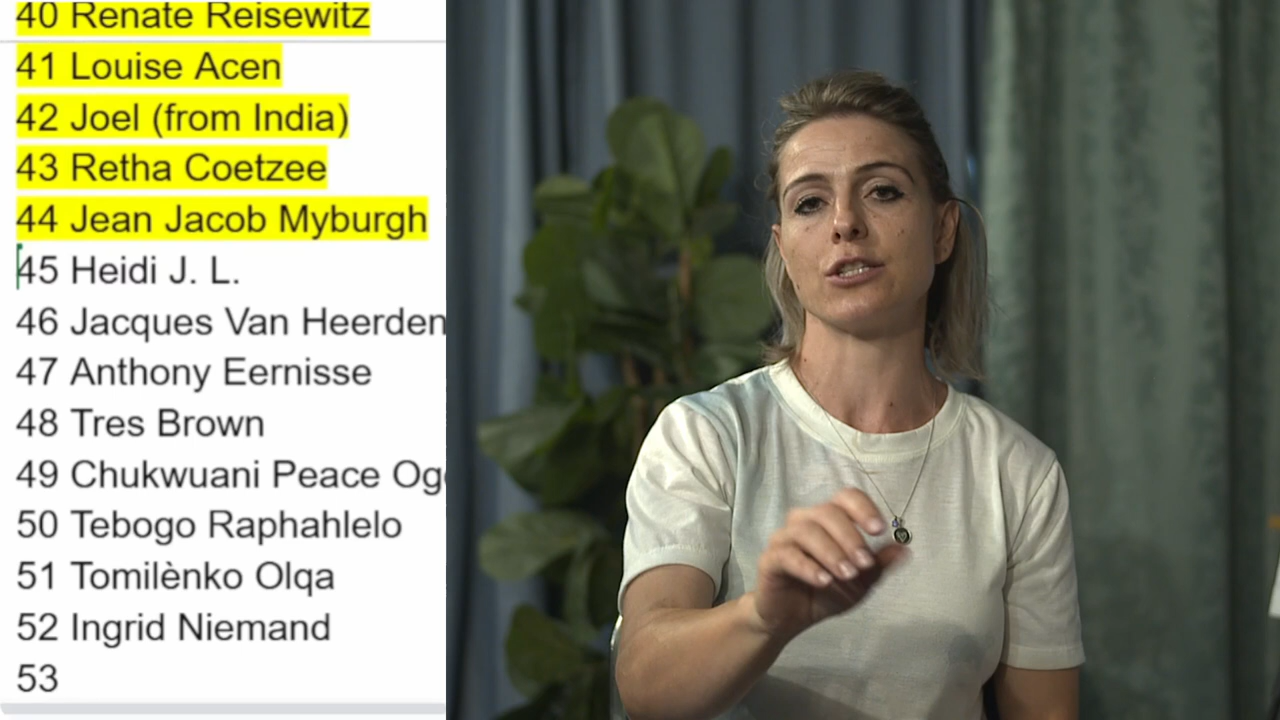 40 Renate Reisewitz
41 Louise Acen
42 Joel (from India)
43 Retha Coetzee
44 Jean Jacob Myburgh
45 Heidi J. L.
46 Jacques Van Heerden
47 Anthony Eernisse
48 Tres Brown
49 Chukwuani Peace
50 Tebogo Raphahlelo
51 Tomilènko Olqa
52 Ingrid Niemand
53